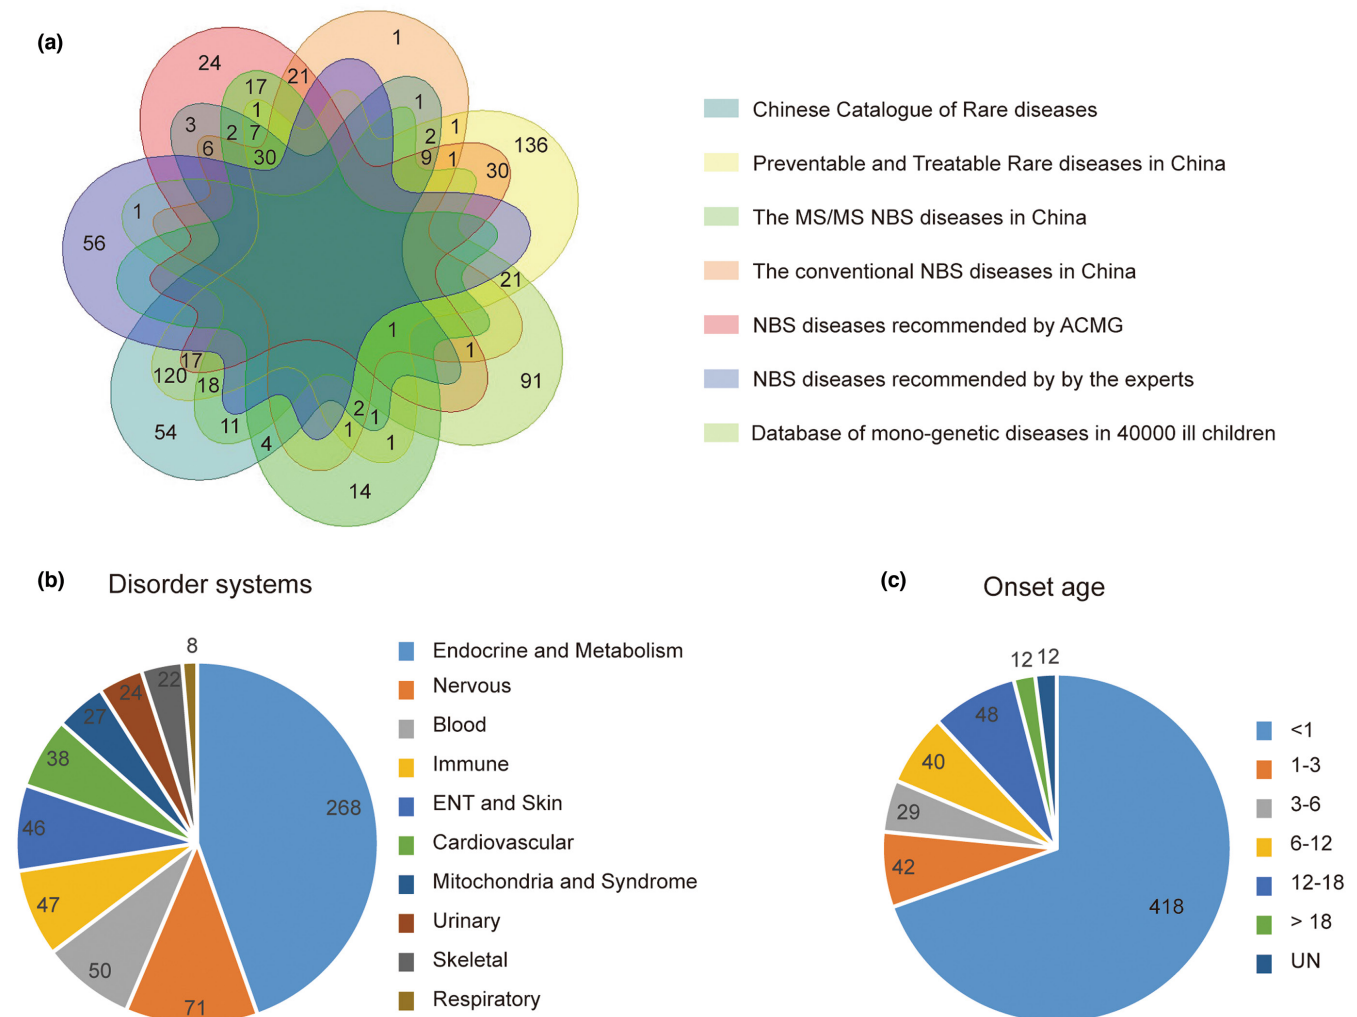 (a)
1
24
21
17
1
1
3
2
7
6
30
2
1
136
9
1
30
1
56
21
1
1
17
120
18
91
2
1
11
1
54
4
1
14
Chinese Catalogue of Rare diseases
Preventable and Treatable Rare diseases in China
The MS/MS NBS diseases in China
The conventional NBS diseases in China
NBS diseases recommended by ACMG
NBS diseases recommended by by the experts
Database of mono-genetic diseases in 40000 ill children
(b)
Disorder systems
8
22
24
27
38
46
47
50
71
268
Endocrine and Metabolism
Nervous
Blood
Immune
ENT and Skin
Cardiovascular
Mitochondria and Syndrome
Urinary
Skeletal
Respiratory
(c)
Onset age
12
12
48
40
29
42
418
<1
1-3
3-6
6-12
12-18
> 18
UN